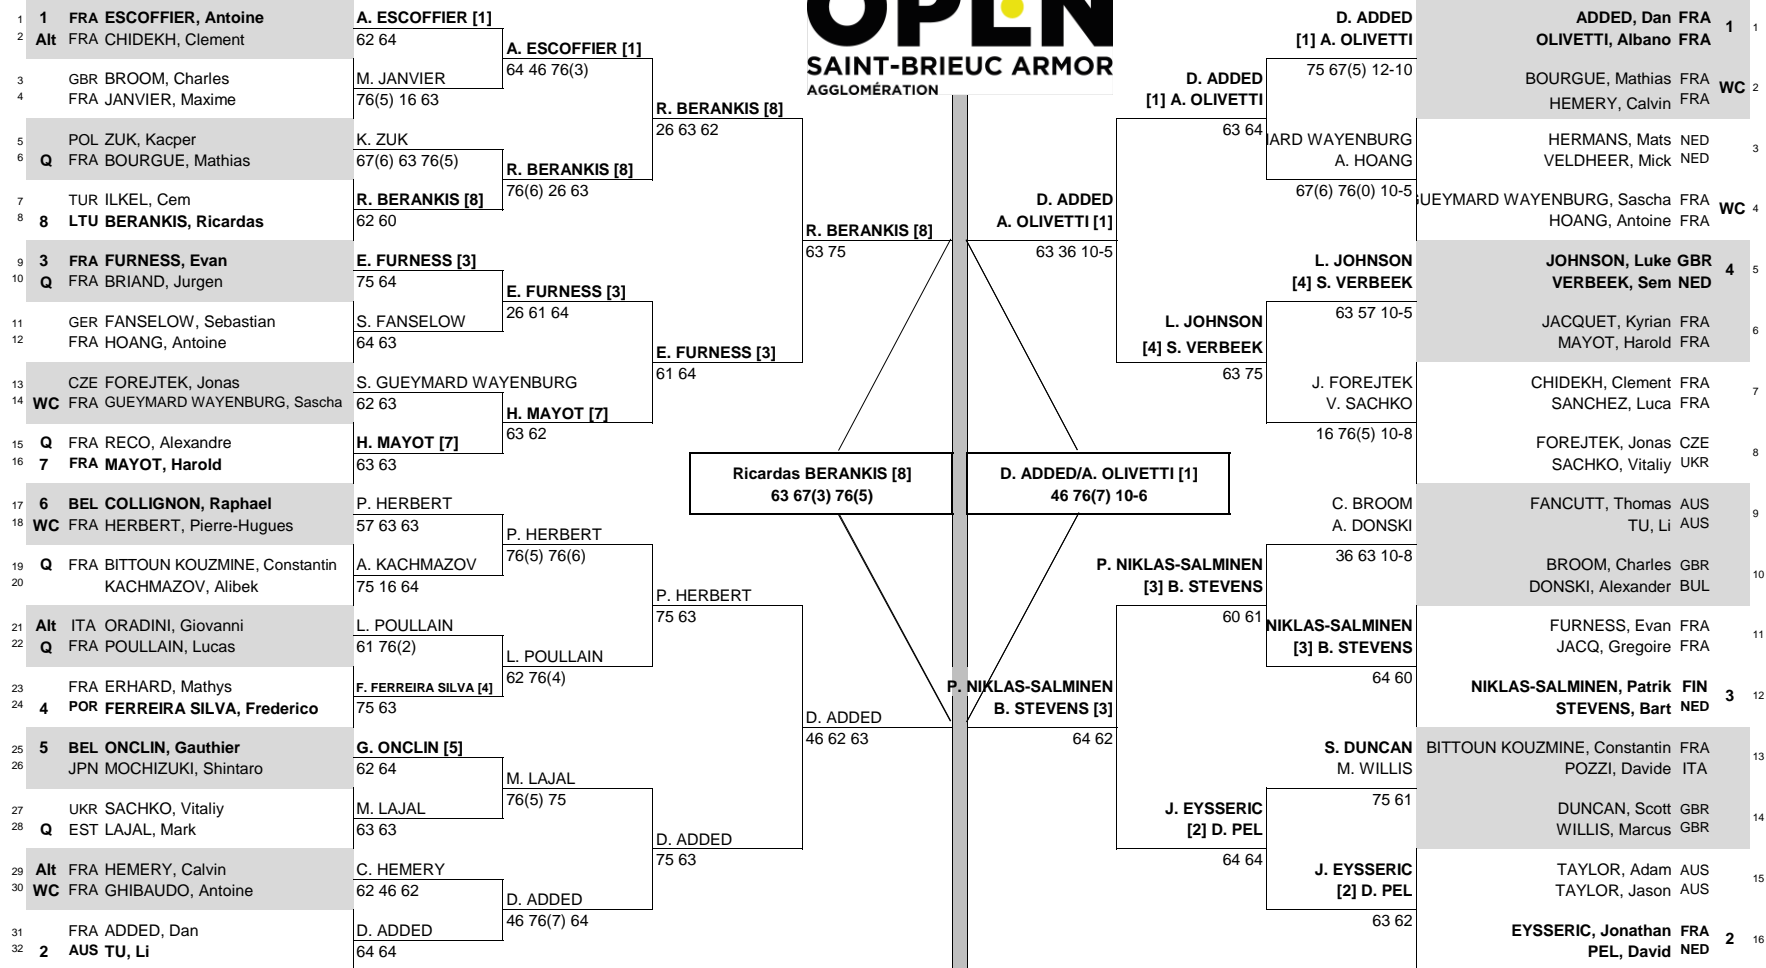 OPEN
SAINT-BRIEUC ARMOR
AGGLOMÉRATION
1 1 FRA ESCOFFIER, Antoine
2 Alt FRA CHIDEKH, Clement
3 GBR BROOM, Charles
4 FRA JANVIER, Maxime
5 POL ZUK, Kacper
6 Q FRA BOURGUE, Mathias
7 TUR ILKEL, Cem
8 8 LTU BERANKIS, Ricardas
9 3 FRA FURNESS, Evan
10 Q FRA BRIAND, Jurgen
11 GER FANSELOW, Sebastian
12 FRA HOANG, Antoine
13 CZE FOREJTEK, Jonas
14 WC FRA GUEYMARD WAYENBURG, Sascha
15 Q FRA RECO, Alexandre
16 7 FRA MAYOT, Harold
17 6 BEL COLLIGNON, Raphael
18 WC FRA HERBERT, Pierre-Hugues
19 Q FRA BITTOUN KOUZMINE, Constantin
20 KACHMAZOV, Alibek
21 Alt ITA ORADINI, Giovanni
22 Q FRA POULLAIN, Lucas
23 FRA ERHARD, Mathys
24 4 POR FERREIRA SILVA, Frederico
25 5 BEL ONCLIN, Gauthier
26 JPN MOCHIZUKI, Shintaro
27 UKR SACHKO, Vitaliy
28 Q EST LAJAL, Mark
29 Alt FRA HEMERY, Calvin
30 WC FRA GHIBAUDO, Antoine
31 FRA ADDED, Dan
32 2 AUS TU, Li
A. ESCOFFIER [1]
62 64
M. JANVIER
76(5) 16 63
K. ZUK
67(6) 63 76(5)
R. BERANKIS [8]
62 60
E. FURNESS [3]
75 64
S. FANSELOW
64 63
S. GUEYMARD WAYENBURG
62 63
H. MAYOT [7]
63 63
P. HERBERT
57 63 63
A. KACHMAZOV
75 16 64
L. POULLAIN
61 76(2)
F. FERREIRA SILVA [4]
75 63
G. ONCLIN [5]
62 64
M. LAJAL
63 63
C. HEMERY
62 46 62
D. ADDED
64 64
A. ESCOFFIER [1]
64 46 76(3)
R. BERANKIS [8]
76(6) 26 63
E. FURNESS [3]
26 61 64
H. MAYOT [7]
63 62
P. HERBERT
76(5) 76(6)
L. POULLAIN
62 76(4)
M. LAJAL
76(5) 75
D. ADDED
46 76(7) 64
R. BERANKIS [8]
26 63 62
E. FURNESS [3]
61 64
P. HERBERT
75 63
D. ADDED
75 63
R. BERANKIS [8]
63 75
D. ADDED
46 62 63
Ricardas BERANKIS [8]
63 67(3) 76(5)
D. ADDED/A. OLIVETTI [1]
46 76(7) 10-6
D. ADDED
A. OLIVETTI [1]
63 36 10-5
P. NIKLAS-SALMINEN
B. STEVENS [3]
64 62
D. ADDED
[1] A. OLIVETTI
63 64
L. JOHNSON
[4] S. VERBEEK
63 75
P. NIKLAS-SALMINEN
[3] B. STEVENS
60 61
J. EYSSERIC
[2] D. PEL
64 64
D. ADDED
[1] A. OLIVETTI
75 67(5) 12-10
WAYENBURG
A. HOANG
67(6) 76(0) 10-5
L. JOHNSON
[4] S. VERBEEK
63 57 10-5
J. FOREJTEK
V. SACHKO
16 76(5) 10-8
C. BROOM
A. DONSKI
36 63 10-8
NIKLAS-SALMINEN
[3] B. STEVENS
64 60
S. DUNCAN
M. WILLIS
75 61
J. EYSSERIC
[2] D. PEL
63 62
ADDED, Dan FRA
OLIVETTI, Albano FRA
1 1
BOURGUE, Mathias FRA
HEMERY, Calvin FRA
WC 2
HERMANS, Mats NED
VELDHEER, Mick NED
3
WAYENBURG, Sascha FRA
HOANG, Antoine FRA
WC 4
JOHNSON, Luke GBR
VERBEEK, Sem NED
4 5
JACQUET, Kyrian FRA
MAYOT, Harold FRA
6
CHIDEKH, Clement FRA
SANCHEZ, Luca FRA
7
FOREJTEK, Jonas CZE
SACHKO, Vitaliy UKR
8
FANCUTT, Thomas AUS
TU, Li AUS
9
BROOM, Charles GBR
DONSKI, Alexander BUL
10
FURNESS, Evan FRA
JACQ, Gregoire FRA
11
NIKLAS-SALMINEN, Patrik FIN
STEVENS, Bart NED
3 12
BITTOUN KOUZMINE, Constantin FRA
POZZI, Davide ITA
13
DUNCAN, Scott GBR
WILLIS, Marcus GBR
14
TAYLOR, Adam AUS
TAYLOR, Jason AUS
15
EYSSERIC, Jonathan FRA
PEL, David NED
2 16